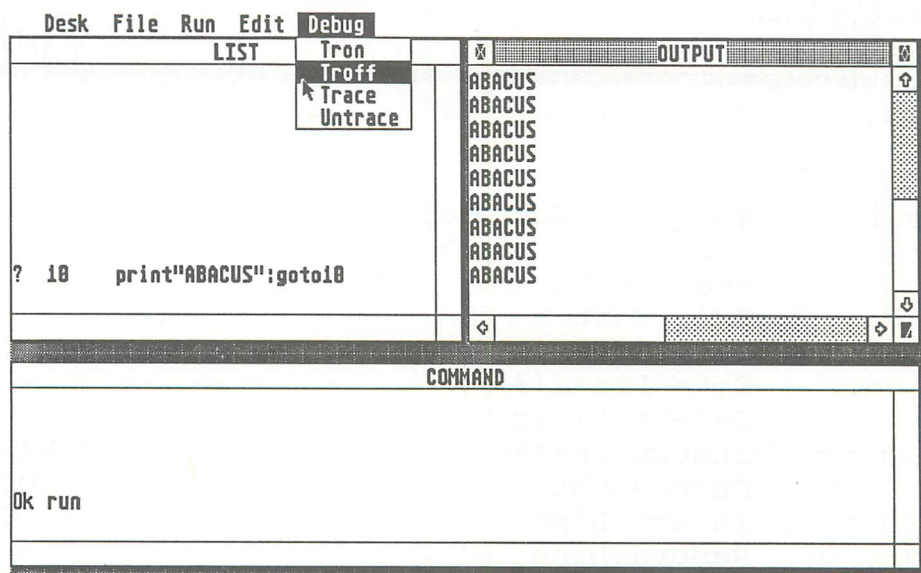 Desk File Run Edit Debug
LIST
Tron
Troff
Trace
Untrace
OUTPUT
ABACUS
ABACUS
ABACUS
ABACUS
ABACUS
ABACUS
ABACUS
ABACUS
ABACUS
? 10 print"ABACUS":goto10
COMMAND
Ok run